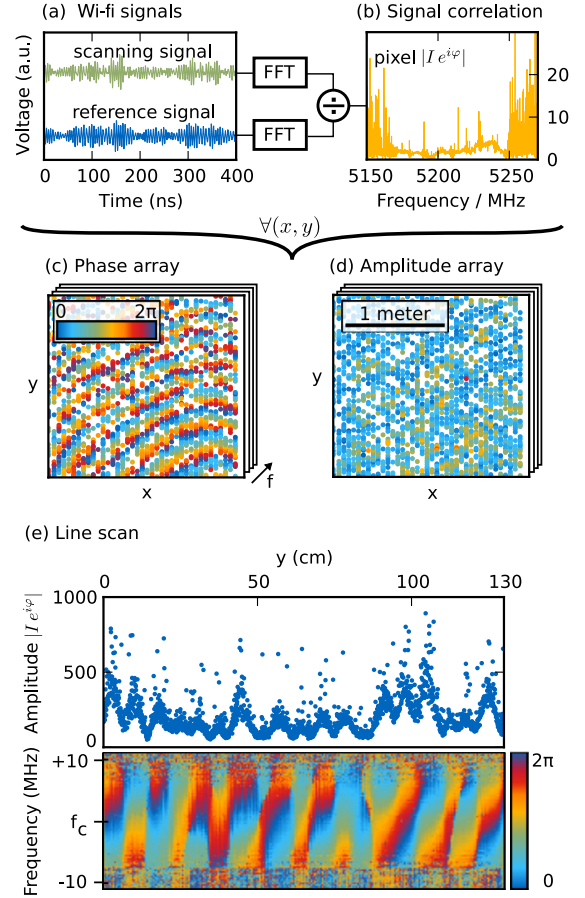 (a) Wi-fi signals
(b) Signal correlation
scanning signal
reference signal
Voltage (a.u.)
0 100 200 300 400
Time (ns)
FFT
FFT
÷
pixel |I e^{iφ}|
20
10
0
5150 5200 5250
Frequency / MHz
∀(x, y)
(c) Phase array
0 2π
y
x
f
(d) Amplitude array
1 meter
y
x
(e) Line scan
y (cm)
0 50 100 130
1000
500
0
Amplitude |I e^{iφ}|
+10
f_c
-10
Frequency (MHz)
2π
0